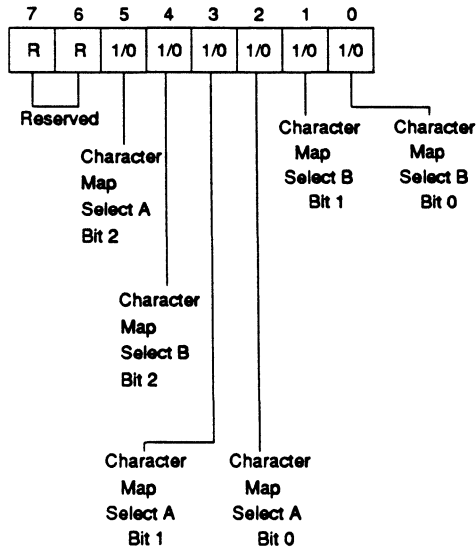 7 6 5 4 3 2 1 0
R R 1/0 1/0 1/0 1/0 1/0 1/0
Reserved
Character
Map
Select A
Bit 2
Character
Map
Select B
Bit 2
Character
Map
Select A
Bit 1
Character
Map
Select A
Bit 0
Character
Map
Select B
Bit 1
Character
Map
Select B
Bit 0